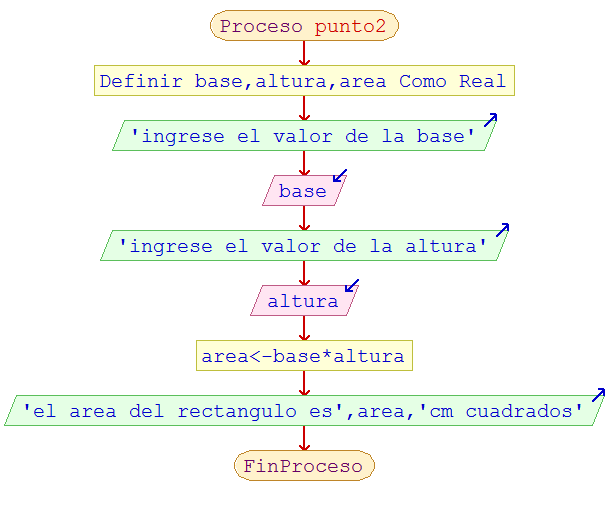 Proceso punto2
Definir base,altura,area Como Real
'ingrese el valor de la base'
base
'ingrese el valor de la altura'
altura
area<-base*altura
'el area del rectangulo es',area,'cm cuadrados'
FinProceso